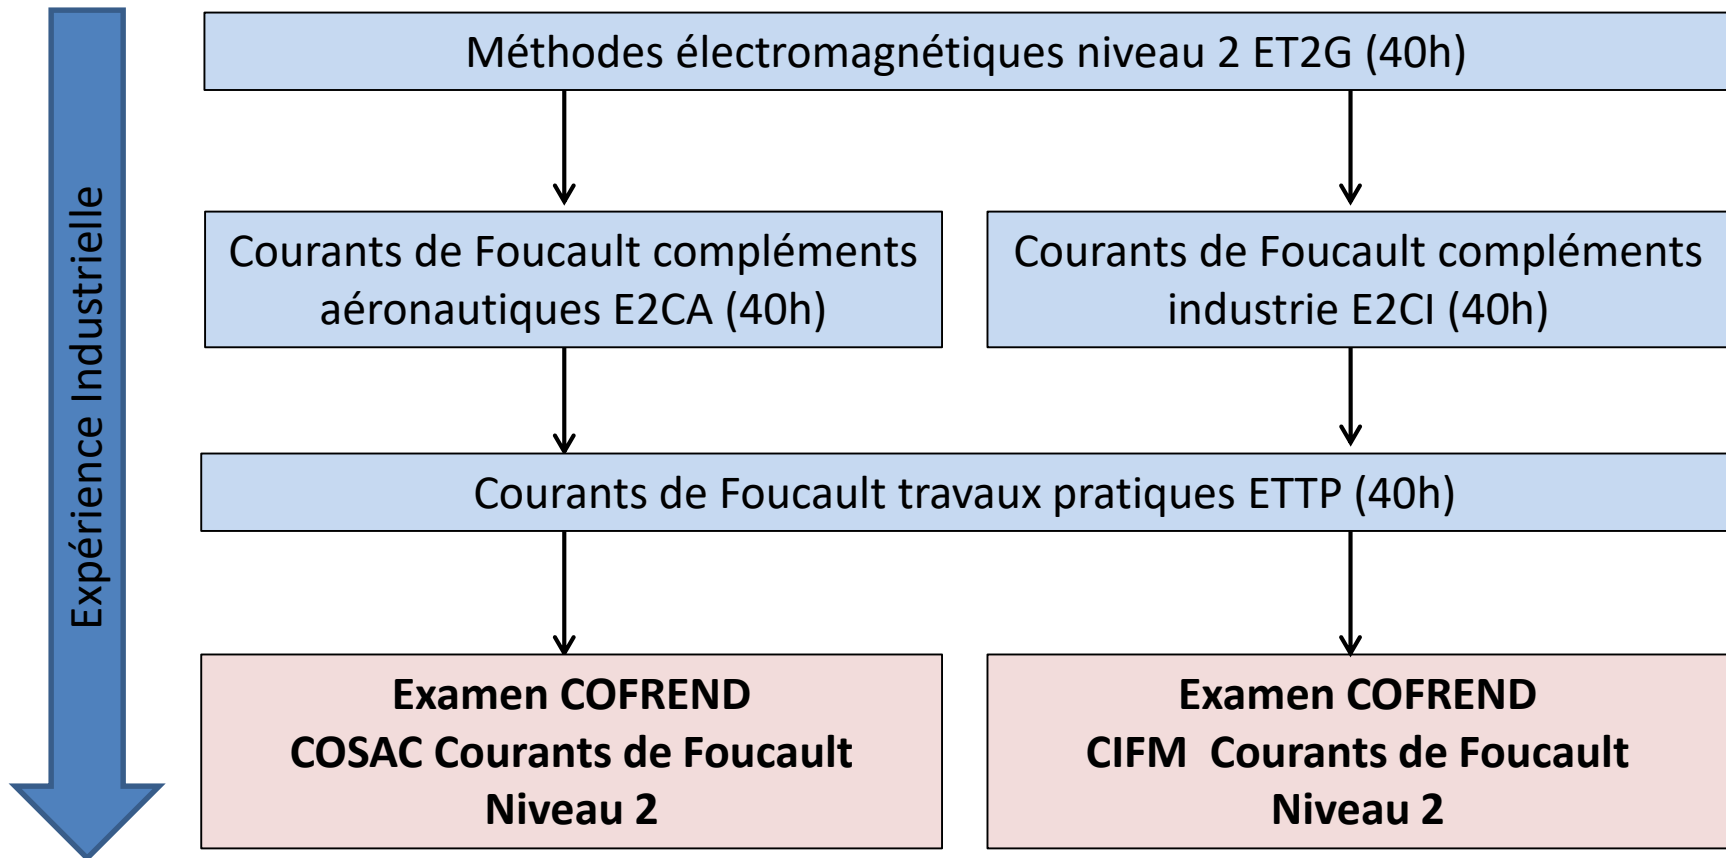 Méthodes électromagnétiques niveau 2 ET2G (40h)
Expérience Industrielle
Courants de Foucault compléments
aéronautiques E2CA (40h)
Courants de Foucault compléments
industrie E2CI (40h)
Courants de Foucault travaux pratiques ETTP (40h)
Examen COFREND
COSAC Courants de Foucault
Niveau 2
Examen COFREND
CIFM  Courants de Foucault
Niveau 2